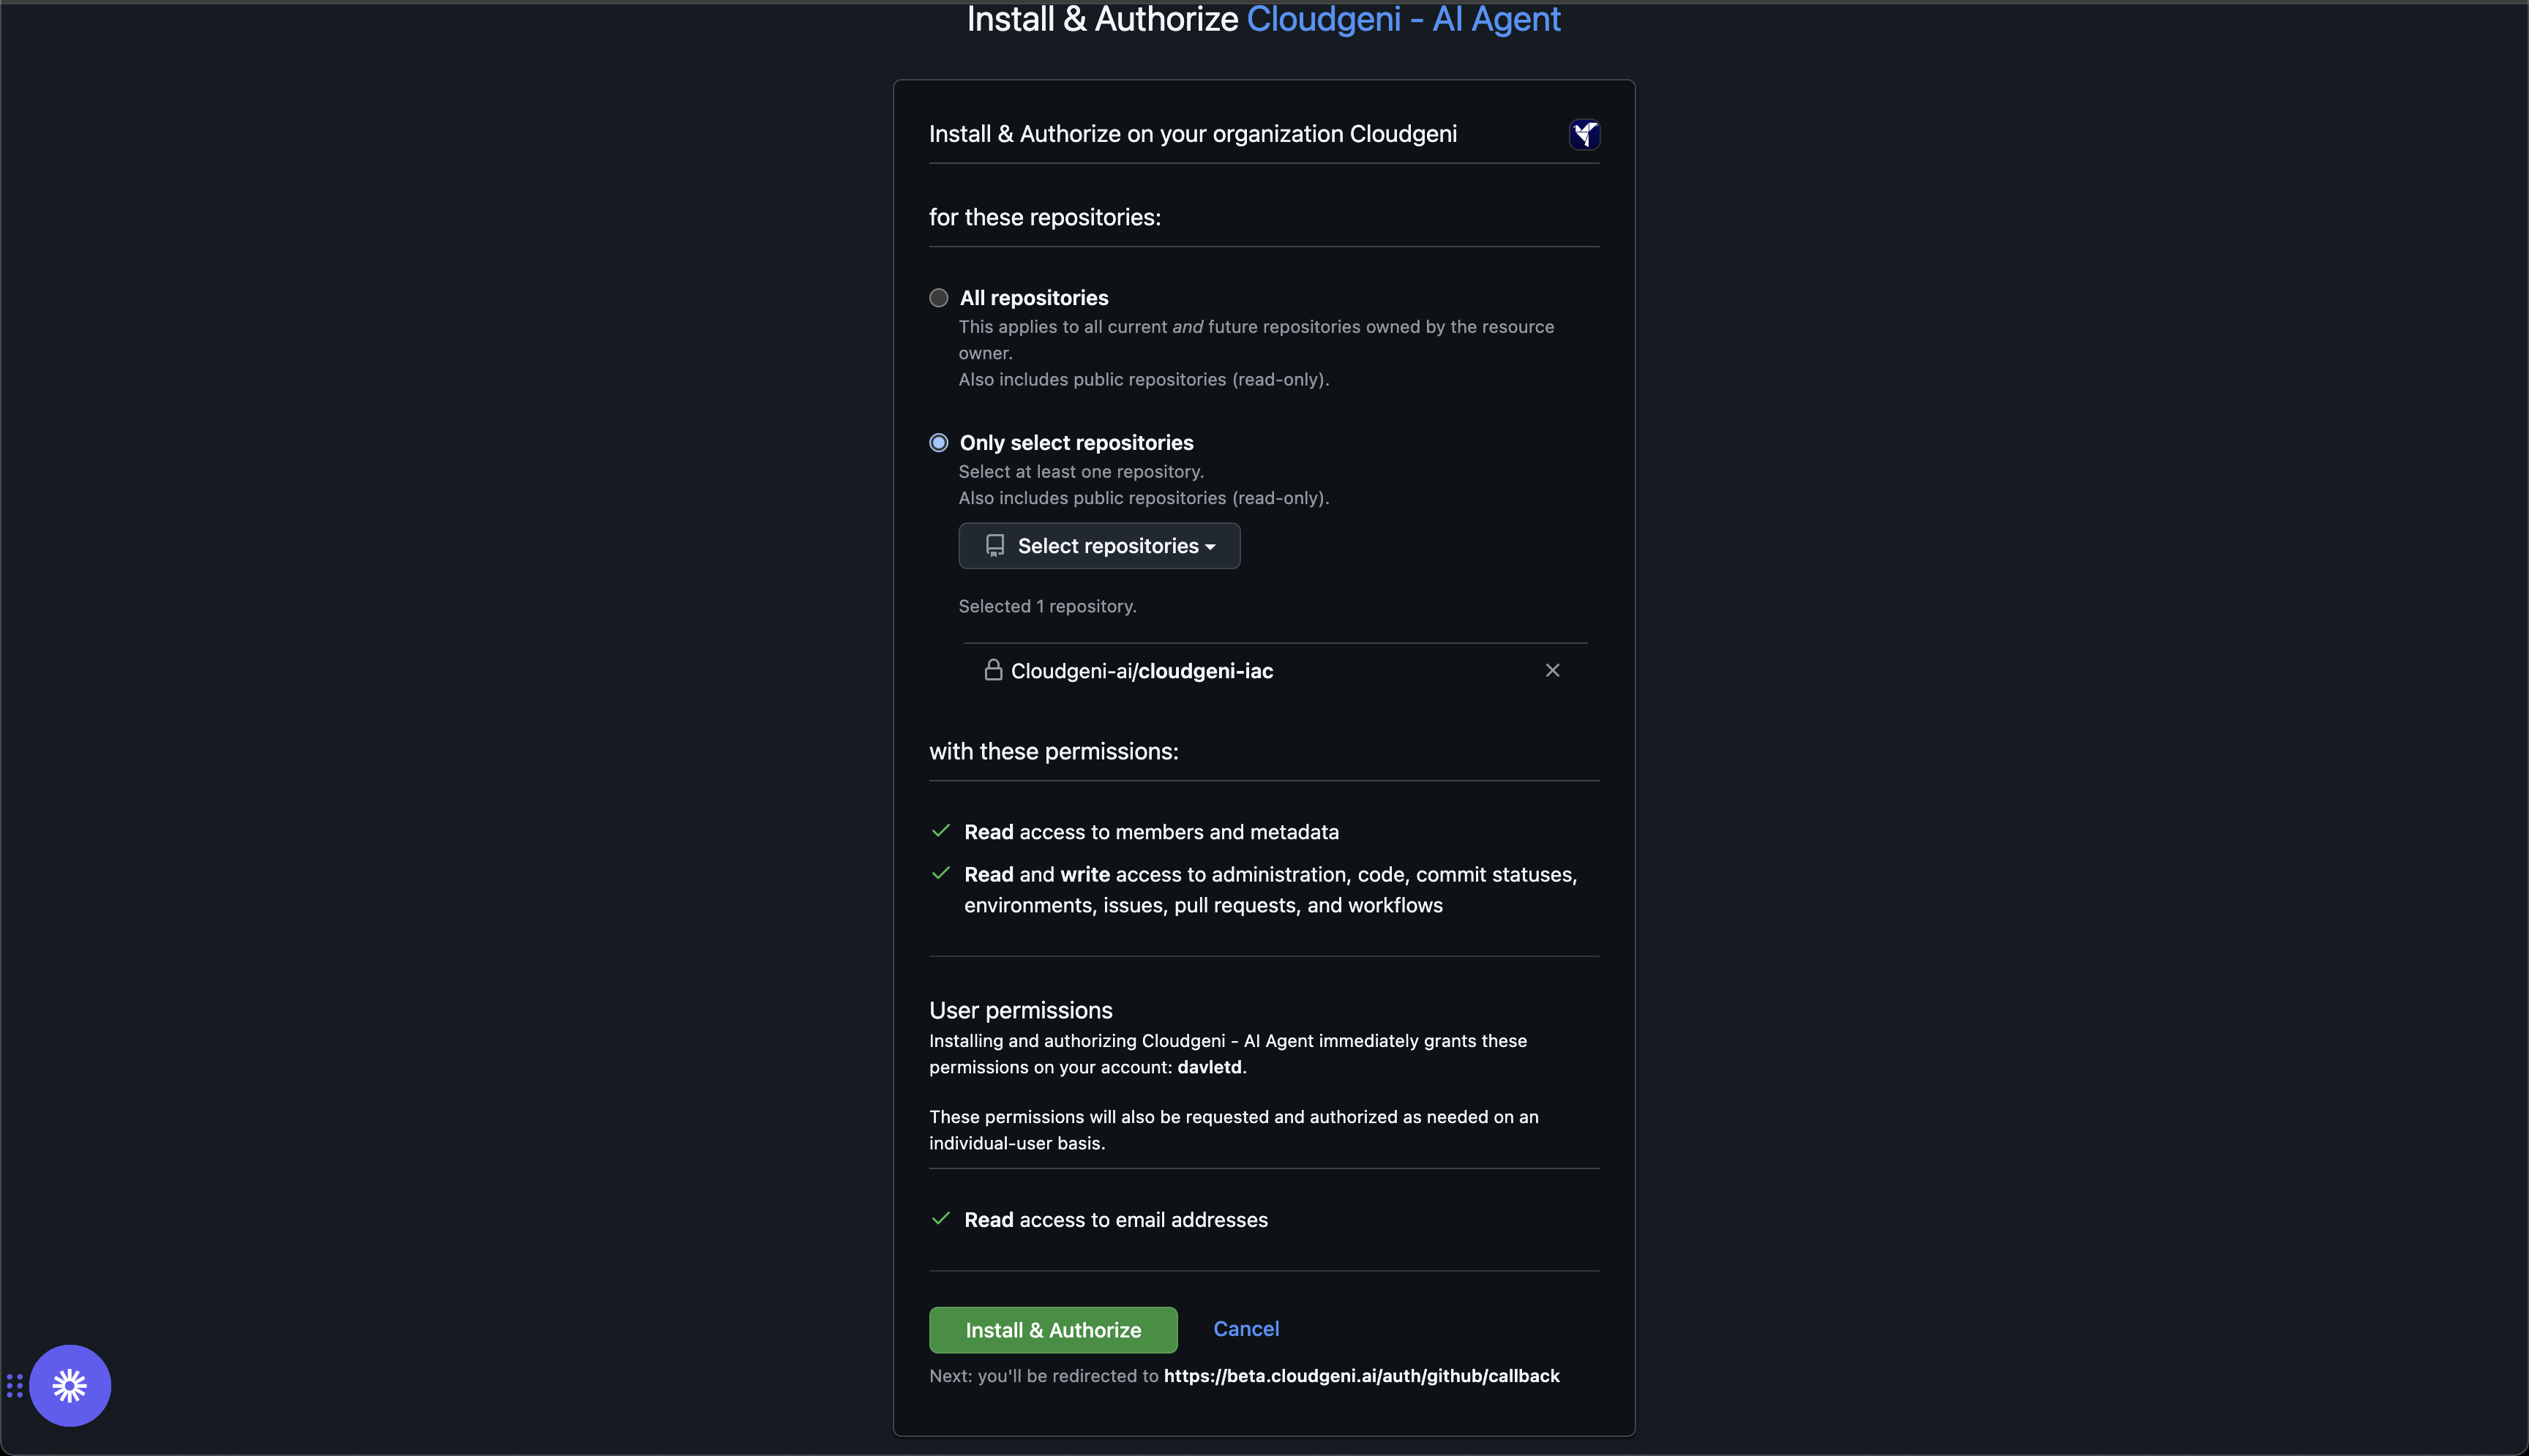 Install & Authorize Cloudgeni - AI Agent
Install & Authorize on your organization Cloudgeni
for these repositories:
All repositories
This applies to all current and future repositories owned by the resource
owner.
Also includes public repositories (read-only).
Only select repositories
Select at least one repository.
Also includes public repositories (read-only).
Select repositories
Selected 1 repository.
Cloudgeni-ai/cloudgeni-iac
with these permissions:
Read access to members and metadata
Read and write access to administration, code, commit statuses,
environments, issues, pull requests, and workflows
User permissions
Installing and authorizing Cloudgeni - AI Agent immediately grants these
permissions on your account: davletd.
These permissions will also be requested and authorized as needed on an
individual-user basis.
Read access to email addresses
Install & Authorize Cancel
Next: you'll be redirected to https://beta.cloudgeni.ai/auth/github/callback